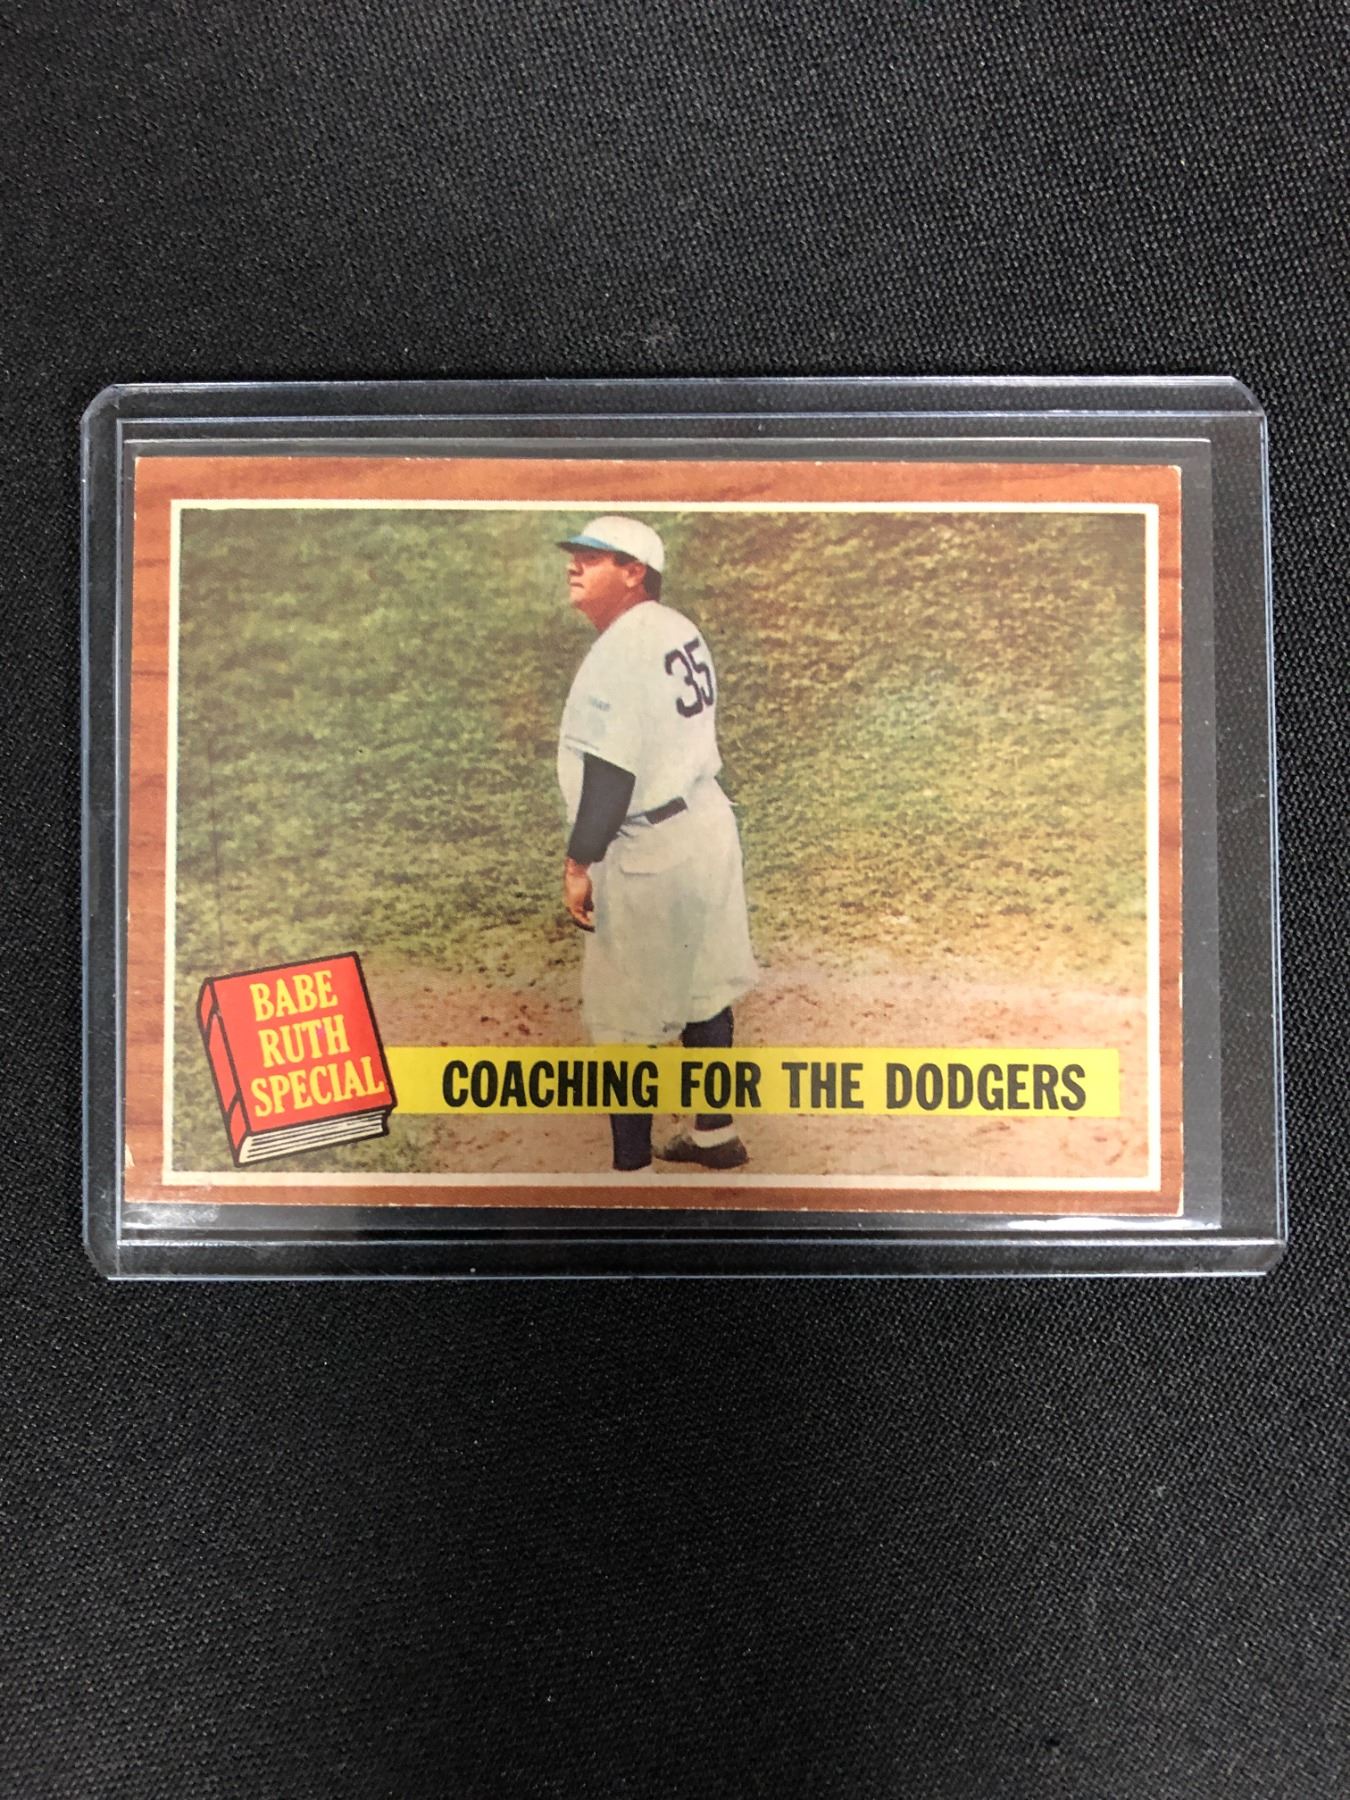 35
BABE
RUTH
SPECIAL
COACHING FOR THE DODGERS